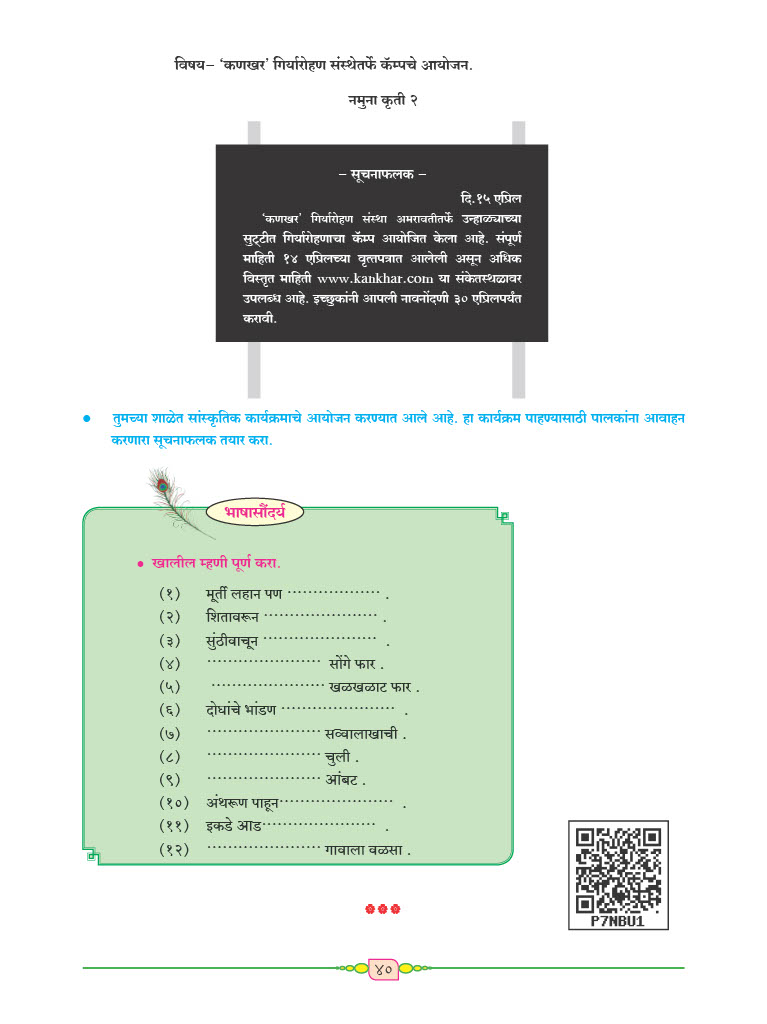 विषय– ‘कणखर’ गिर्यारोहण संस्थेतर्फे कॅम्पचे आयोजन.
नमुना कृती २
– सूचनाफलक –
दि.१५ एप्रिल
‘कणखर’ गिर्यारोहण संस्था अमरावतीतर्फे उन्हाळ्याच्या
सुट्टीत गिर्यारोहणाचा कॅम्प आयोजित केला आहे. संपूर्ण
माहिती १४ एप्रिलच्या वृत्तपत्रात आलेली असून अधिक
विस्तृत माहिती www.kankhar.com या संकेतस्थळावर
उपलब्ध आहे. इच्छुकांनी आपली नावनोंदणी ३० एप्रिलपर्यंत
करावी.
● तुमच्या शाळेत सांस्कृतिक कार्यक्रमाचे आयोजन करण्यात आले आहे. हा कार्यक्रम पाहण्यासाठी पालकांना आवाहन
करणारा सूचनाफलक तयार करा.
भाषासौंदर्य
● खालील म्हणी पूर्ण करा.
(१) मूर्ती लहान पण .................. .
(२) शितावरून ...................... .
(३) सुंठीवाचून ...................... .
(४) ...................... सोंगे फार .
(५) ...................... खळखळाट फार .
(६) दोघांचे भांडण ...................... .
(७) ...................... सव्वालाखाची .
(८) ...................... चुली .
(९) ...................... आंबट .
(१०) अंथरूण पाहून...................... .
(११) इकडे आड...................... .
(१२) ...................... गावाला वळसा .
P7NBU1
४०